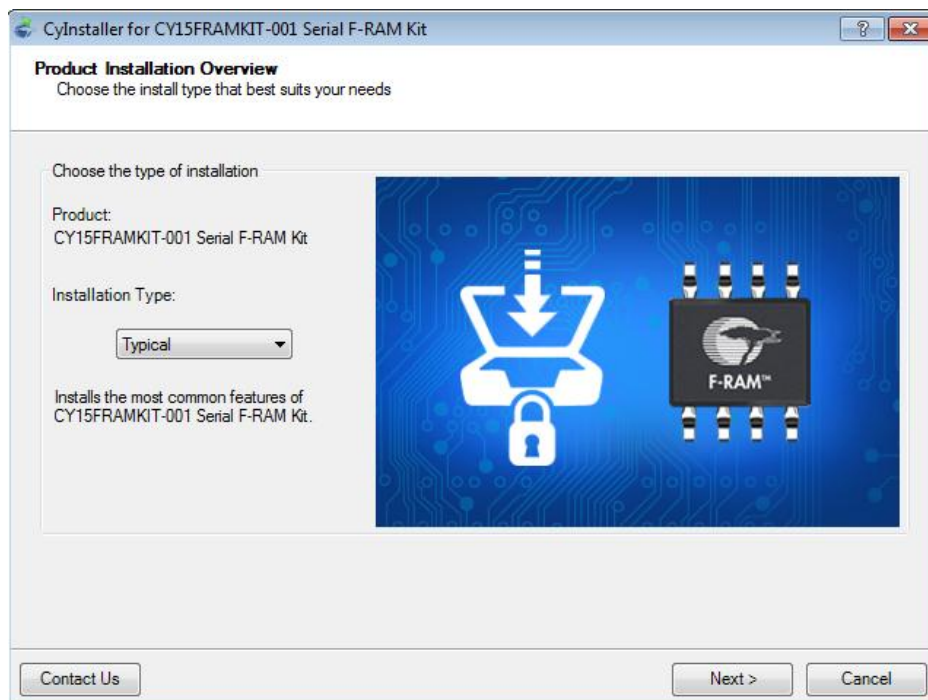 CyInstaller for CY15FRAMKIT-001 Serial F-RAM Kit
Product Installation Overview
Choose the install type that best suits your needs
Choose the type of installation
Product:
CY15FRAMKIT-001 Serial F-RAM Kit
Installation Type:
Typical
Installs the most common features of
CY15FRAMKIT-001 Serial F-RAM Kit.
F-RAM™
Contact Us
Next >
Cancel